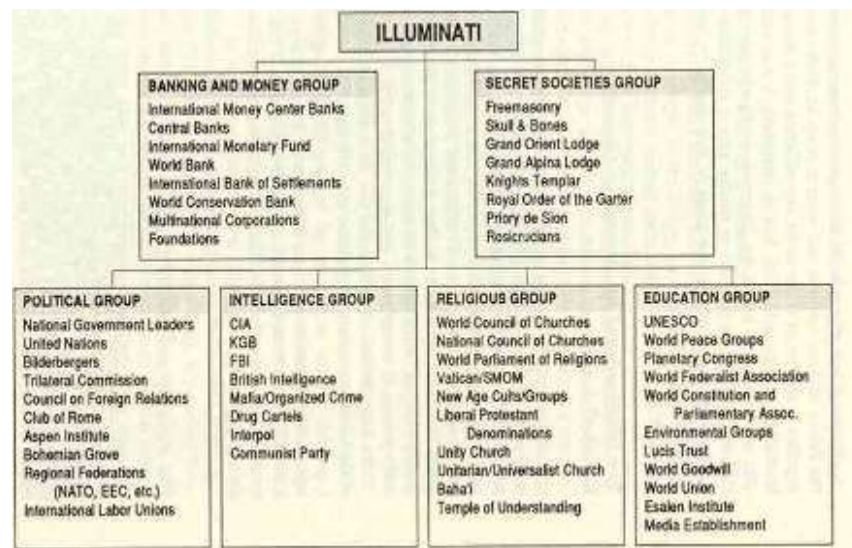 ILLUMINATI
BANKING AND MONEY GROUP
International Money Center Banks
Central Banks
International Monetary Fund
World Bank
International Bank of Settlements
World Conservation Bank
Multinational Corporations
Foundations
SECRET SOCIETIES GROUP
Freemasonry
Skull & Bones
Grand Orient Lodge
Grand Alpina Lodge
Knights Templar
Royal Order of the Garter
Priory de Sion
Rosicrucians
POLITICAL GROUP
National Government Leaders
United Nations
Bilderbergers
Trilateral Commission
Council on Foreign Relations
Club of Rome
Aspen Institute
Bohemian Grove
Regional Federations
(NATO, EEC, etc.)
International Labor Unions
INTELLIGENCE GROUP
CIA
KGB
FBI
British Intelligence
Mafia/Organized Crime
Drug Cartels
Interpol
Communist Party
RELIGIOUS GROUP
World Council of Churches
National Council of Churches
World Parliament of Religions
Vatican/SMOM
New Age Cults/Groups
Liberal Protestant
Denominations
Unity Church
Unitarian/Universalist Church
Baha'i
Temple of Understanding
EDUCATION GROUP
UNESCO
World Peace Groups
Planetary Congress
World Federalist Association
World Constitution and
Parliamentary Assoc.
Environmental Groups
Lucis Trust
World Goodwill
World Union
Esalen Institute
Media Establishment